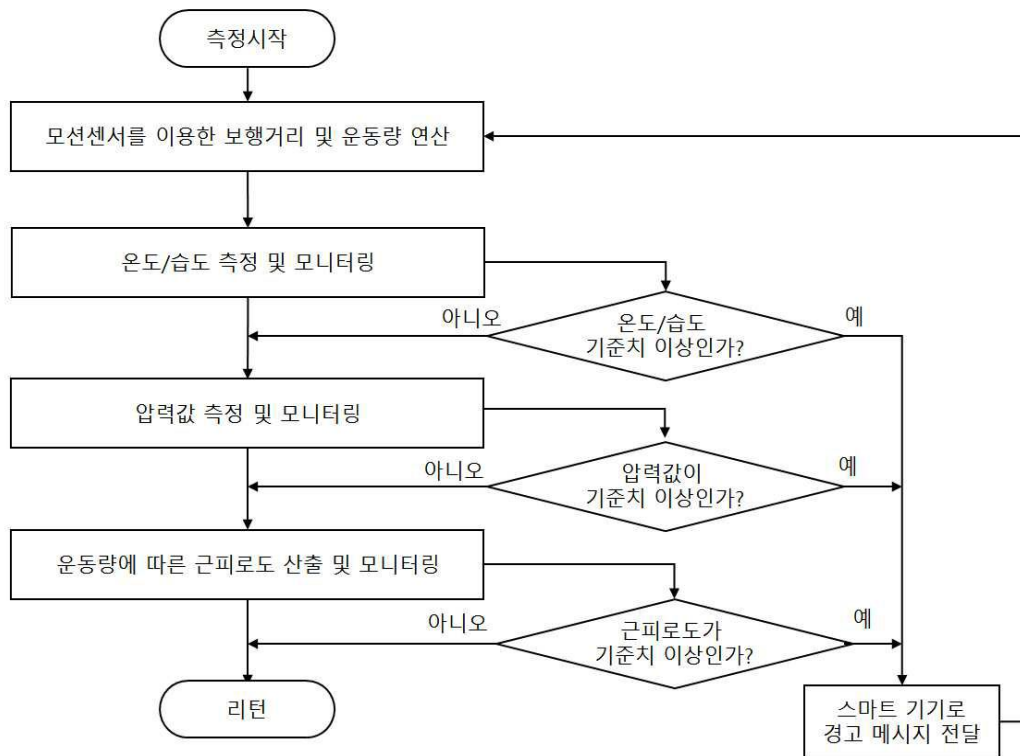 측정시작
모션센서를 이용한 보행거리 및 운동량 연산
온도/습도 측정 및 모니터링
아니오
온도/습도
기준치 이상인가?
예
압력값 측정 및 모니터링
아니오
압력값이
기준치 이상인가?
예
운동량에 따른 근피로도 산출 및 모니터링
아니오
근피로도가
기준치 이상인가?
예
리턴
스마트 기기로
경고 메시지 전달